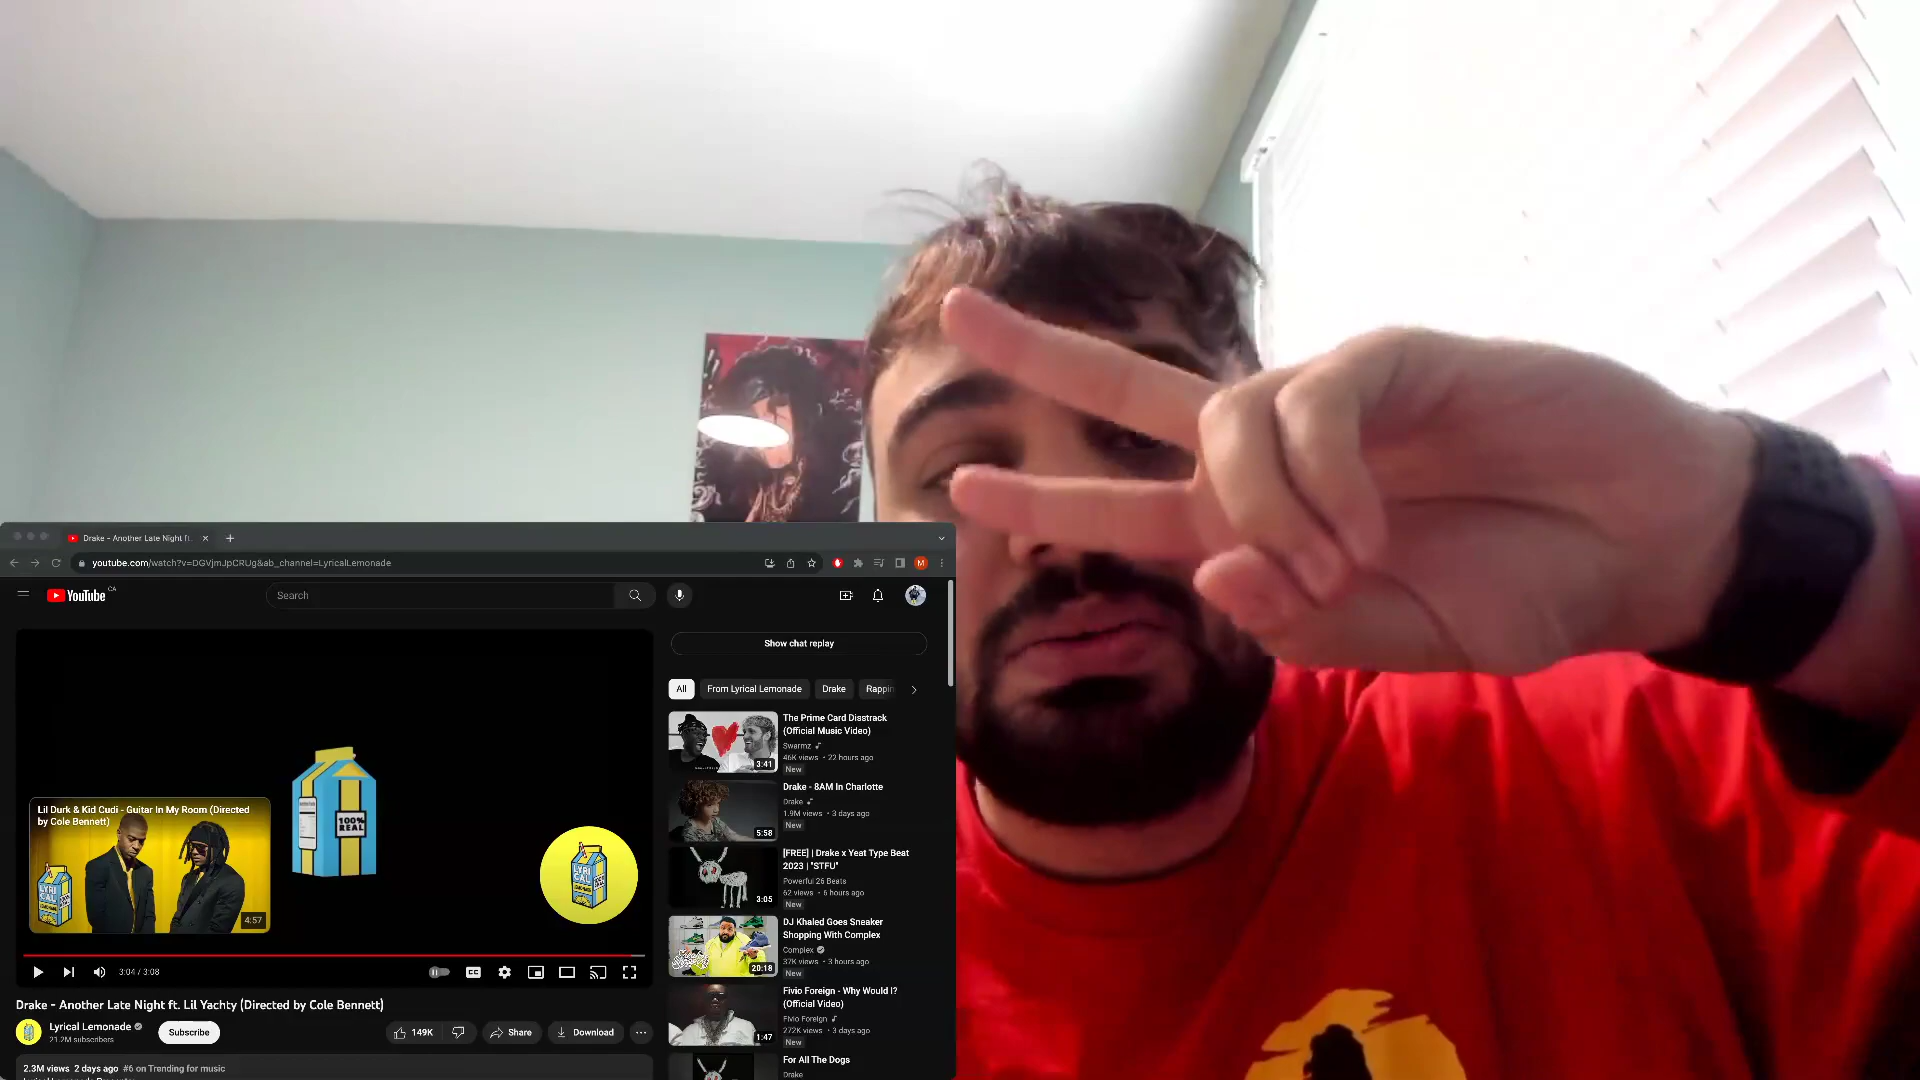 Drake - Another Late Night ft.
youtube.com/watch?v=DGVjmJpCRUg&ab_channel=LyricalLemonade
M
YouTube CA
Search
Show chat replay
All
From Lyrical Lemonade
Drake
Rappin
Lil Durk & Kid Cudi - Guitar In My Room (Directed
by Cole Bennett)
100%
REAL
LYRI
CAL
LEMONADE
4:57
3:04 / 3:08
CC
Drake - Another Late Night ft. Lil Yachty (Directed by Cole Bennett)
Lyrical Lemonade
21.2M subscribers
Subscribe
149K
Share
Download
2.3M views 2 days ago #6 on Trending for music
The Prime Card Disstrack
(Official Music Video)
Swarmz
46K views • 22 hours ago
New
3:41
Drake - 8AM In Charlotte
Drake
1.9M views • 3 days ago
New
5:58
[FREE] | Drake x Yeat Type Beat
2023 | "STFU"
Powerful 26 Beats
62 views • 6 hours ago
New
3:05
DJ Khaled Goes Sneaker
Shopping With Complex
Complex
37K views • 3 hours ago
New
20:18
Fivio Foreign - Why Would I?
(Official Video)
Fivio Foreign
272K views • 3 days ago
New
1:47
For All The Dogs
Drake